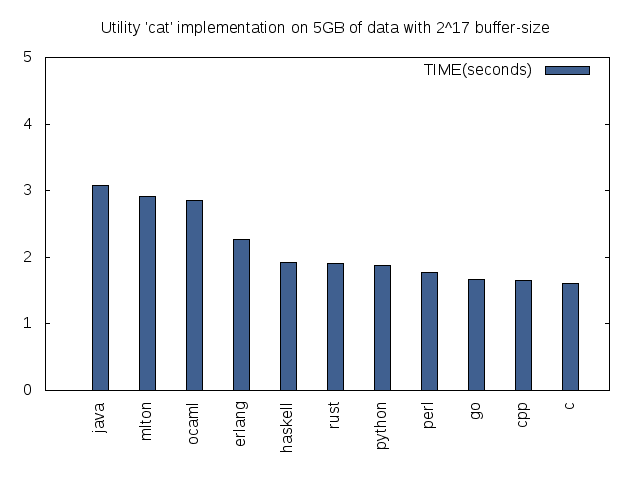 Utility 'cat' implementation on 5GB of data with 2^17 buffer-size
TIME(seconds)
5
4
3
2
1
0
java
mlton
ocaml
erlang
haskell
rust
python
perl
go
cpp
c